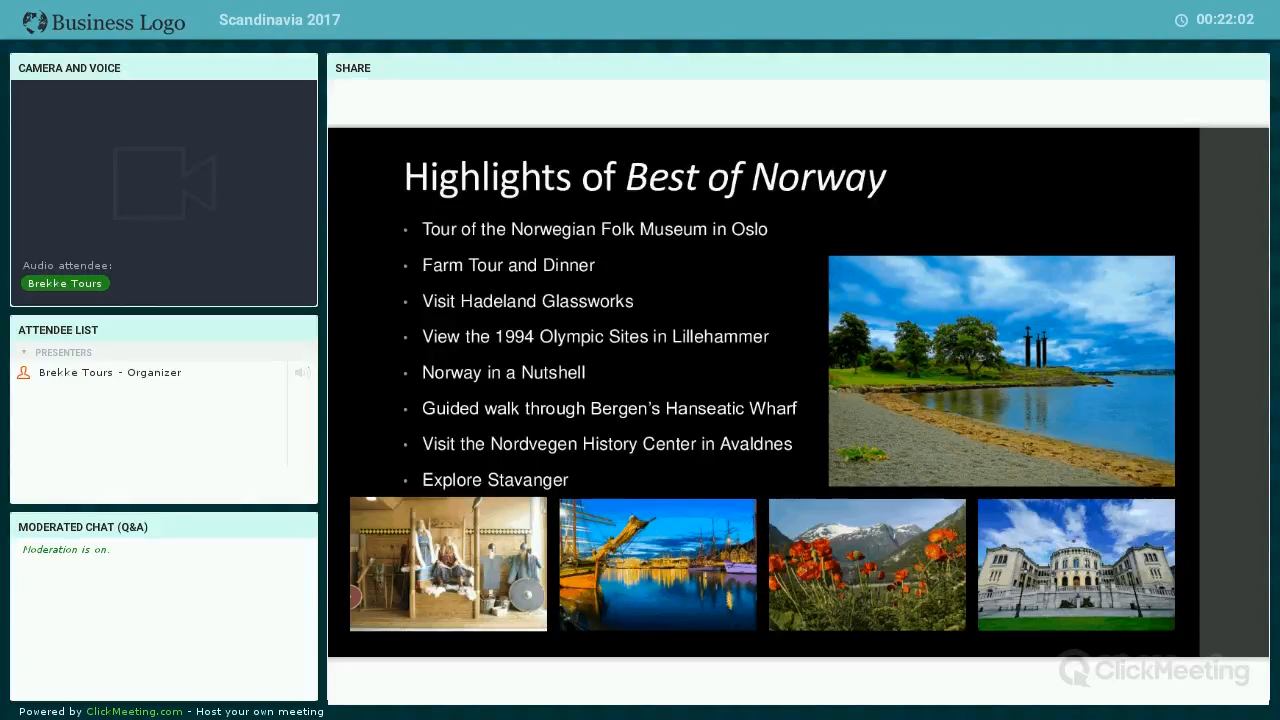 Business Logo
Scandinavia 2017
00:22:02
CAMERA AND VOICE
Audio attendee:
Brekke Tours
ATTENDEE LIST
PRESENTERS
Brekke Tours - Organizer
MODERATED CHAT (Q&A)
Moderation is on.
Powered by ClickMeeting.com - Host your own meeting
SHARE
Highlights of Best of Norway
• Tour of the Norwegian Folk Museum in Oslo
• Farm Tour and Dinner
• Visit Hadeland Glassworks
• View the 1994 Olympic Sites in Lillehammer
• Norway in a Nutshell
• Guided walk through Bergen's Hanseatic Wharf
• Visit the Nordvegen History Center in Avaldnes
• Explore Stavanger
ClickMeeting